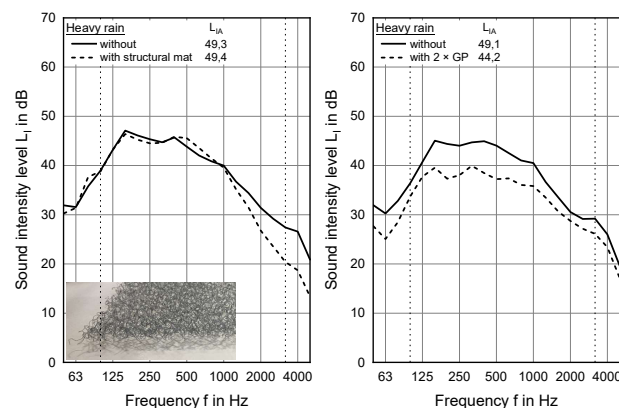 Heavy rain L_IA
without 49,3
with structural mat 49,4
70
60
50
40
30
20
10
0
Sound intensity level L_I in dB
63 125 250 500 1000 2000 4000
Frequency f in Hz
Heavy rain L_IA
without 49,1
with 2 × GP 44,2
70
60
50
40
30
20
10
0
Sound intensity level L_I in dB
63 125 250 500 1000 2000 4000
Frequency f in Hz